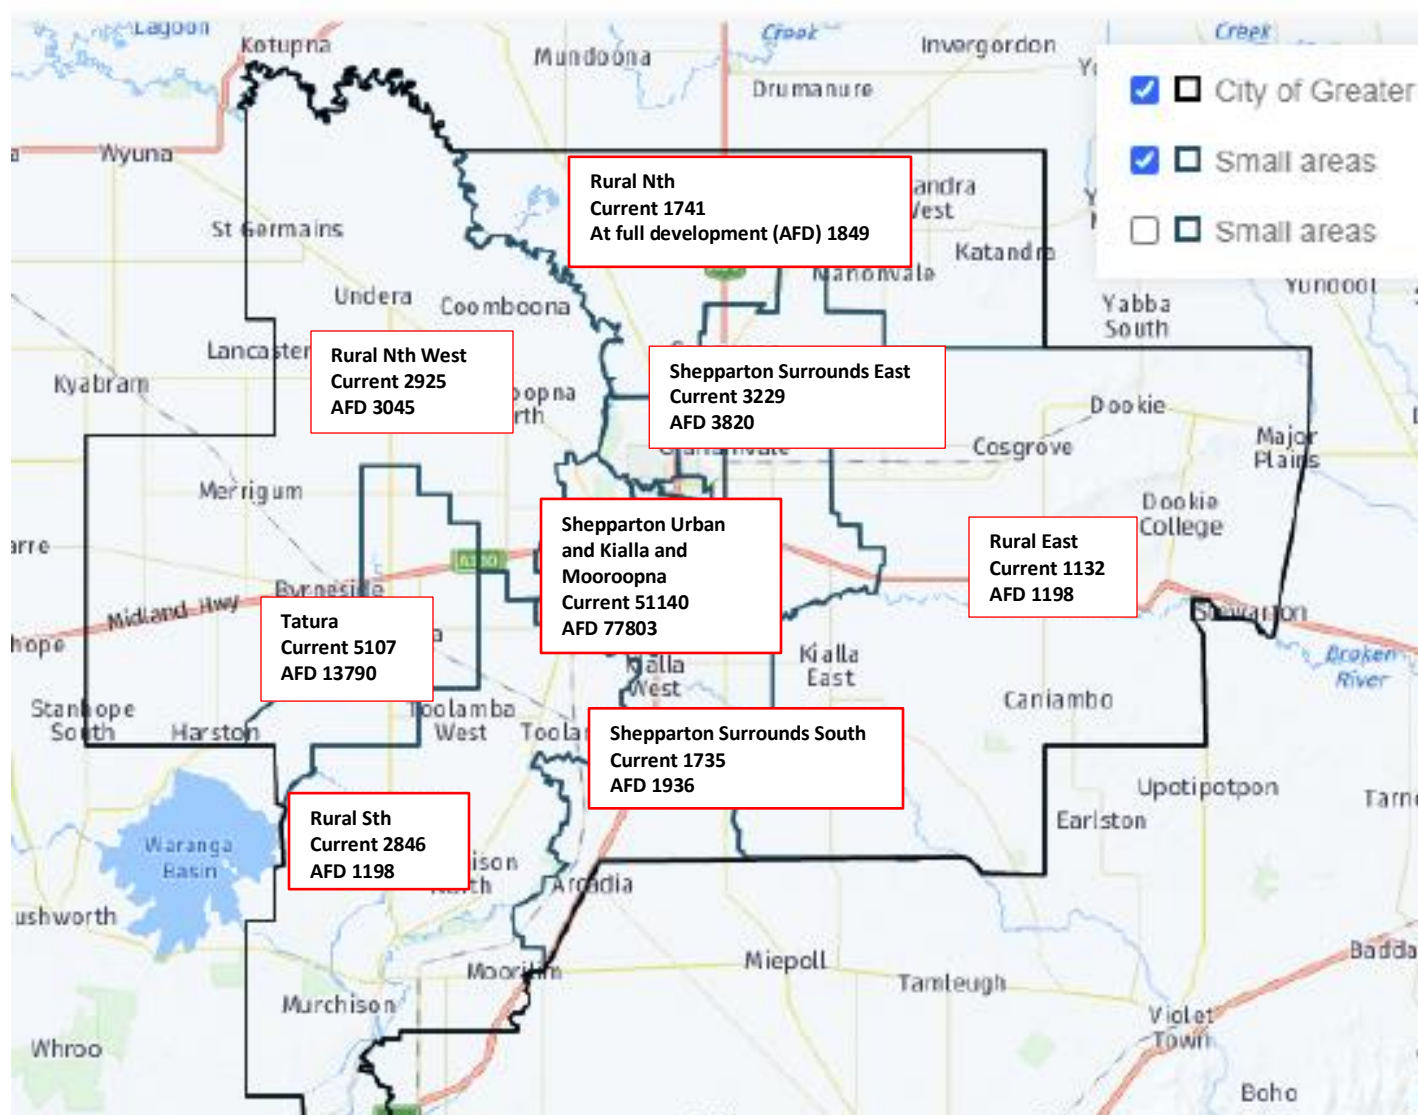 Lagoon
Kotupna
Mundoona
Creek
Invergordon
Creek
Drumanure
City of Greater
Wyuna
Small areas
Small areas
St Germains
Rural Nth
Current 1741
At full development (AFD) 1849
Katandra
Marionvale
Yundool
Undera
Coomboona
Yabba
South
Lancaster
Kyabram
Rural Nth West
Current 2925
AFD 3045
Shepparton Surrounds East
Current 3229
AFD 3820
Dookie
Cosgrove
Major
Plains
Merrigum
Dookie
College
Shepparton Urban
and Kialla and
Mooroopna
Current 51140
AFD 77803
A300
Rural East
Current 1132
AFD 1198
Byrneside
Midland Hwy
Tatura
Current 5107
AFD 13790
Stewarton
Broken
River
Kialla
West
Kialla
East
Caniambo
Stanhope
South
Harston
Toolamba
West
Shepparton Surrounds South
Current 1735
AFD 1936
Upotipotpon
Earlston
Waranga
Basin
Rural Sth
Current 2846
AFD 1198
Arcadia
Moorilim
Miepoll
Tamleugh
Murchison
Violet
Town
Whroo
Boho